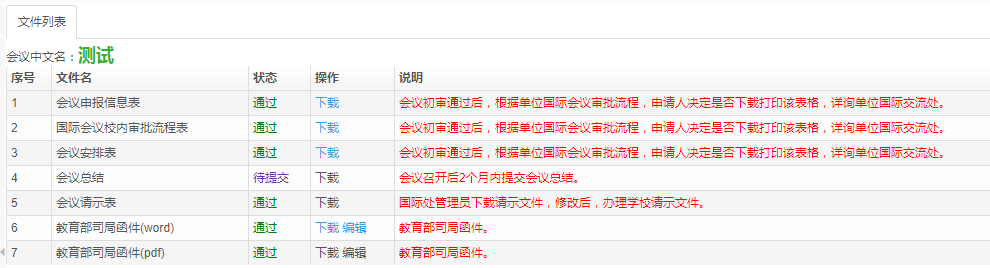 文件列表
会议中文名：测试
序号 文件名 状态 操作 说明
1 会议申报信息表 通过 下载 会议初审通过后，根据单位国际会议审批流程，申请人决定是否下载打印该表格，详询单位国际交流处。
2 国际会议校内审批流程表 通过 下载 会议初审通过后，根据单位国际会议审批流程，申请人决定是否下载打印该表格，详询单位国际交流处。
3 会议安排表 通过 下载 会议初审通过后，根据单位国际会议审批流程，申请人决定是否下载打印该表格，详询单位国际交流处。
4 会议总结 待提交 下载 会议召开后2个月内提交会议总结。
5 会议请示表 通过 下载 国际处管理员下载请示文件，修改后，办理学校请示文件。
6 教育部司局函件(word) 通过 下载 编辑 教育部司局函件。
7 教育部司局函件(pdf) 通过 下载 编辑 教育部司局函件。